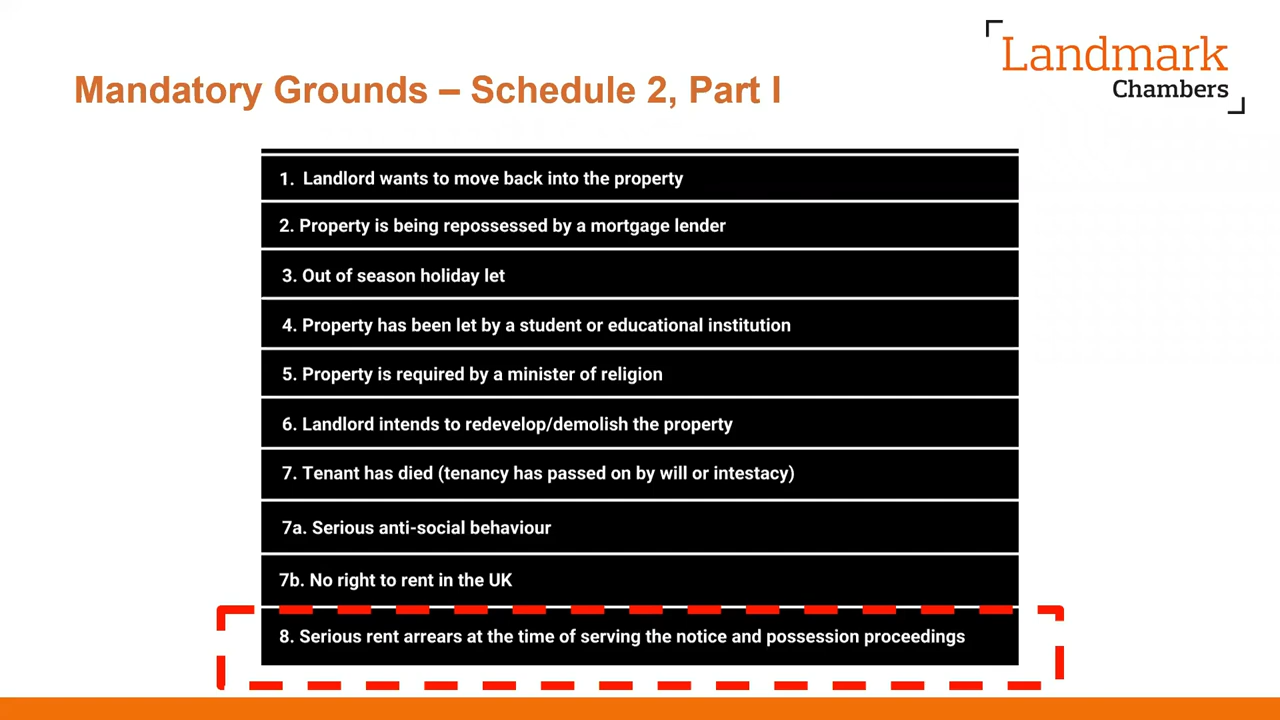 Landmark
Chambers
Mandatory Grounds – Schedule 2, Part I
1. Landlord wants to move back into the property
2. Property is being repossessed by a mortgage lender
3. Out of season holiday let
4. Property has been let by a student or educational institution
5. Property is required by a minister of religion
6. Landlord intends to redevelop/demolish the property
7. Tenant has died (tenancy has passed on by will or intestacy)
7a. Serious anti-social behaviour
7b. No right to rent in the UK
8. Serious rent arrears at the time of serving the notice and possession proceedings